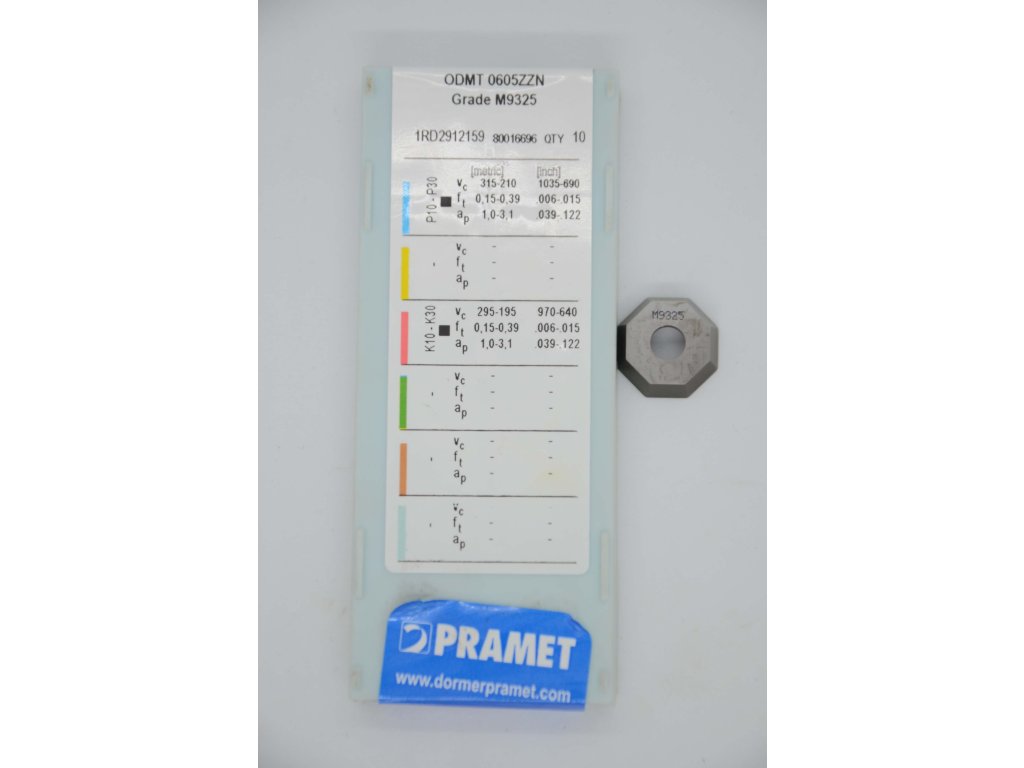 ODMT 0605ZZN
Grade M9325
1RD2912159 80016696 QTY 10
[metric] [inch]
P10 - P30
vc 315-210 1035-690
ft 0,15-0,39 .006-.015
ap 1,0-3,1 .039-.122
vc - -
ft - -
ap - -
K10 - K30
vc 295-195 970-640
ft 0,15-0,39 .006-.015
ap 1,0-3,1 .039-.122
vc - -
ft - -
ap - -
vc - -
ft - -
ap - -
vc - -
ft - -
ap - -
PRAMET
www.dormerpramet.com
M9325